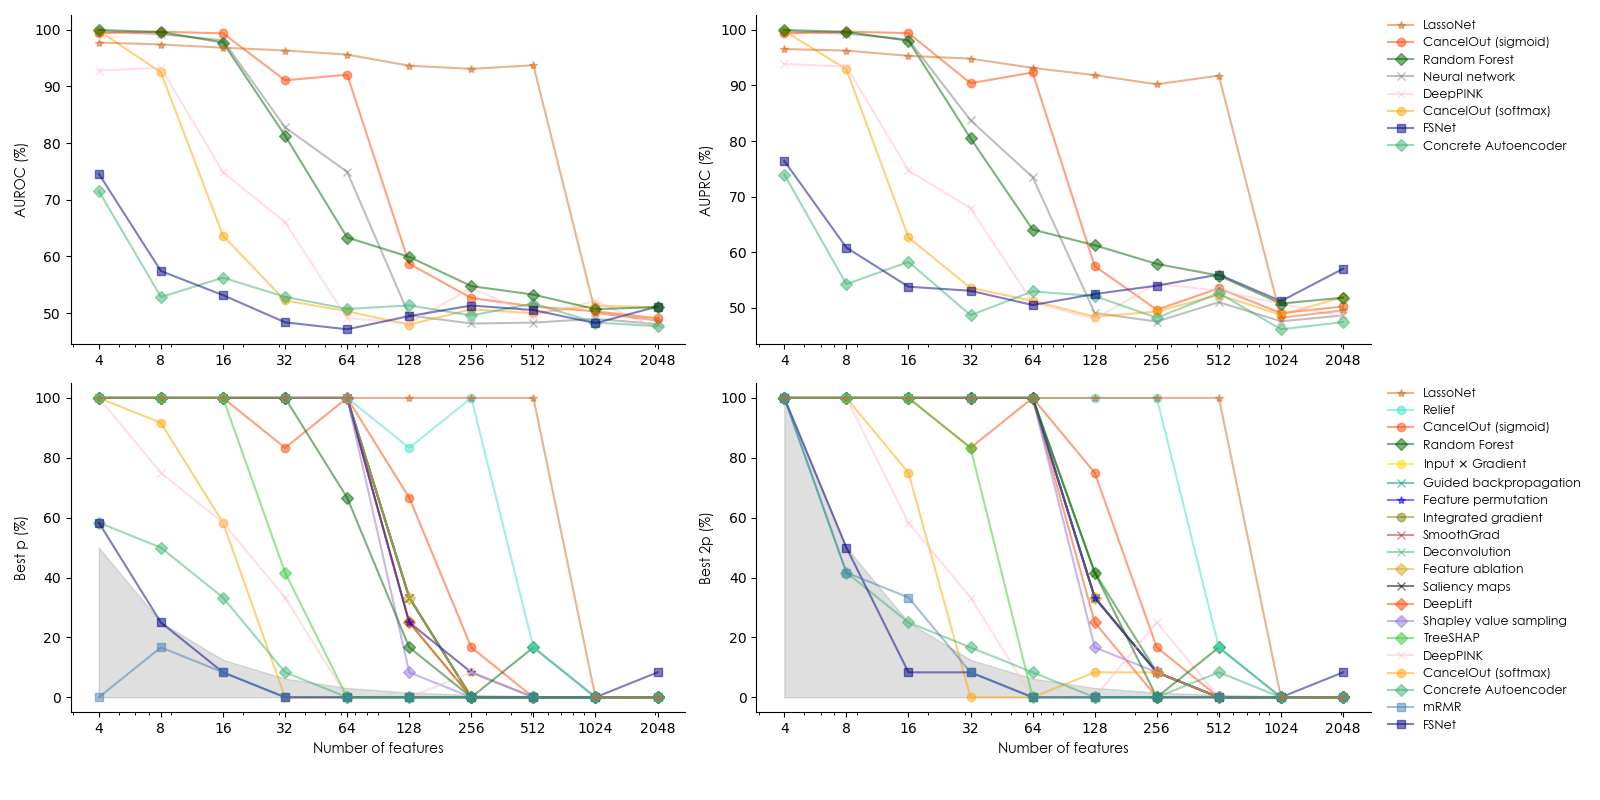 100
90
80
70
60
50
AUROC (%)
4 8 16 32 64 128 256 512 1024 2048
100
90
80
70
60
50
AUPRC (%)
4 8 16 32 64 128 256 512 1024 2048
LassoNet
CancelOut (sigmoid)
Random Forest
Neural network
DeepPINK
CancelOut (softmax)
FSNet
Concrete Autoencoder
100
80
60
40
20
0
Best p (%)
4 8 16 32 64 128 256 512 1024 2048
Number of features
100
80
60
40
20
0
Best 2p (%)
4 8 16 32 64 128 256 512 1024 2048
Number of features
LassoNet
Relief
CancelOut (sigmoid)
Random Forest
Input × Gradient
Guided backpropagation
Feature permutation
Integrated gradient
SmoothGrad
Deconvolution
Feature ablation
Saliency maps
DeepLift
Shapley value sampling
TreeSHAP
DeepPINK
CancelOut (softmax)
Concrete Autoencoder
mRMR
FSNet